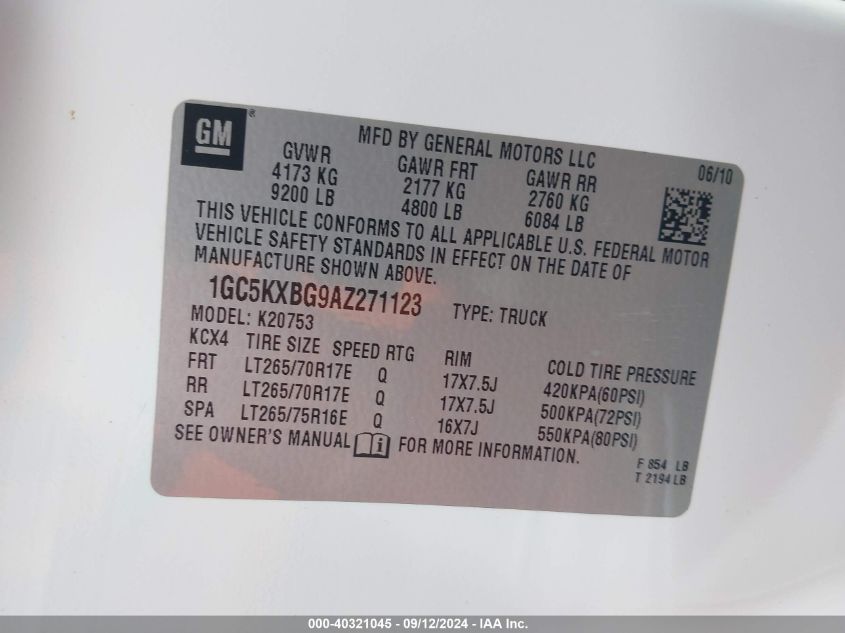 GM ®
MFD BY GENERAL MOTORS LLC
06/10
GVWR GAWR FRT GAWR RR
4173 KG 2177 KG 2760 KG
9200 LB 4800 LB 6084 LB
THIS VEHICLE CONFORMS TO ALL APPLICABLE U.S. FEDERAL MOTOR
VEHICLE SAFETY STANDARDS IN EFFECT ON THE DATE OF
MANUFACTURE SHOWN ABOVE.
1GC5KXBG9AZ271123 TYPE: TRUCK
MODEL: K20753
KCX4 TIRE SIZE SPEED RTG RIM COLD TIRE PRESSURE
FRT LT265/70R17E Q 17X7.5J 420KPA(60PSI)
RR LT265/70R17E Q 17X7.5J 500KPA(72PSI)
SPA LT265/75R16E Q 16X7J 550KPA(80PSI)
SEE OWNER'S MANUAL i FOR MORE INFORMATION.
F 854 LB
T 2194 LB
000-40321045 - 09/12/2024 - IAA Inc.